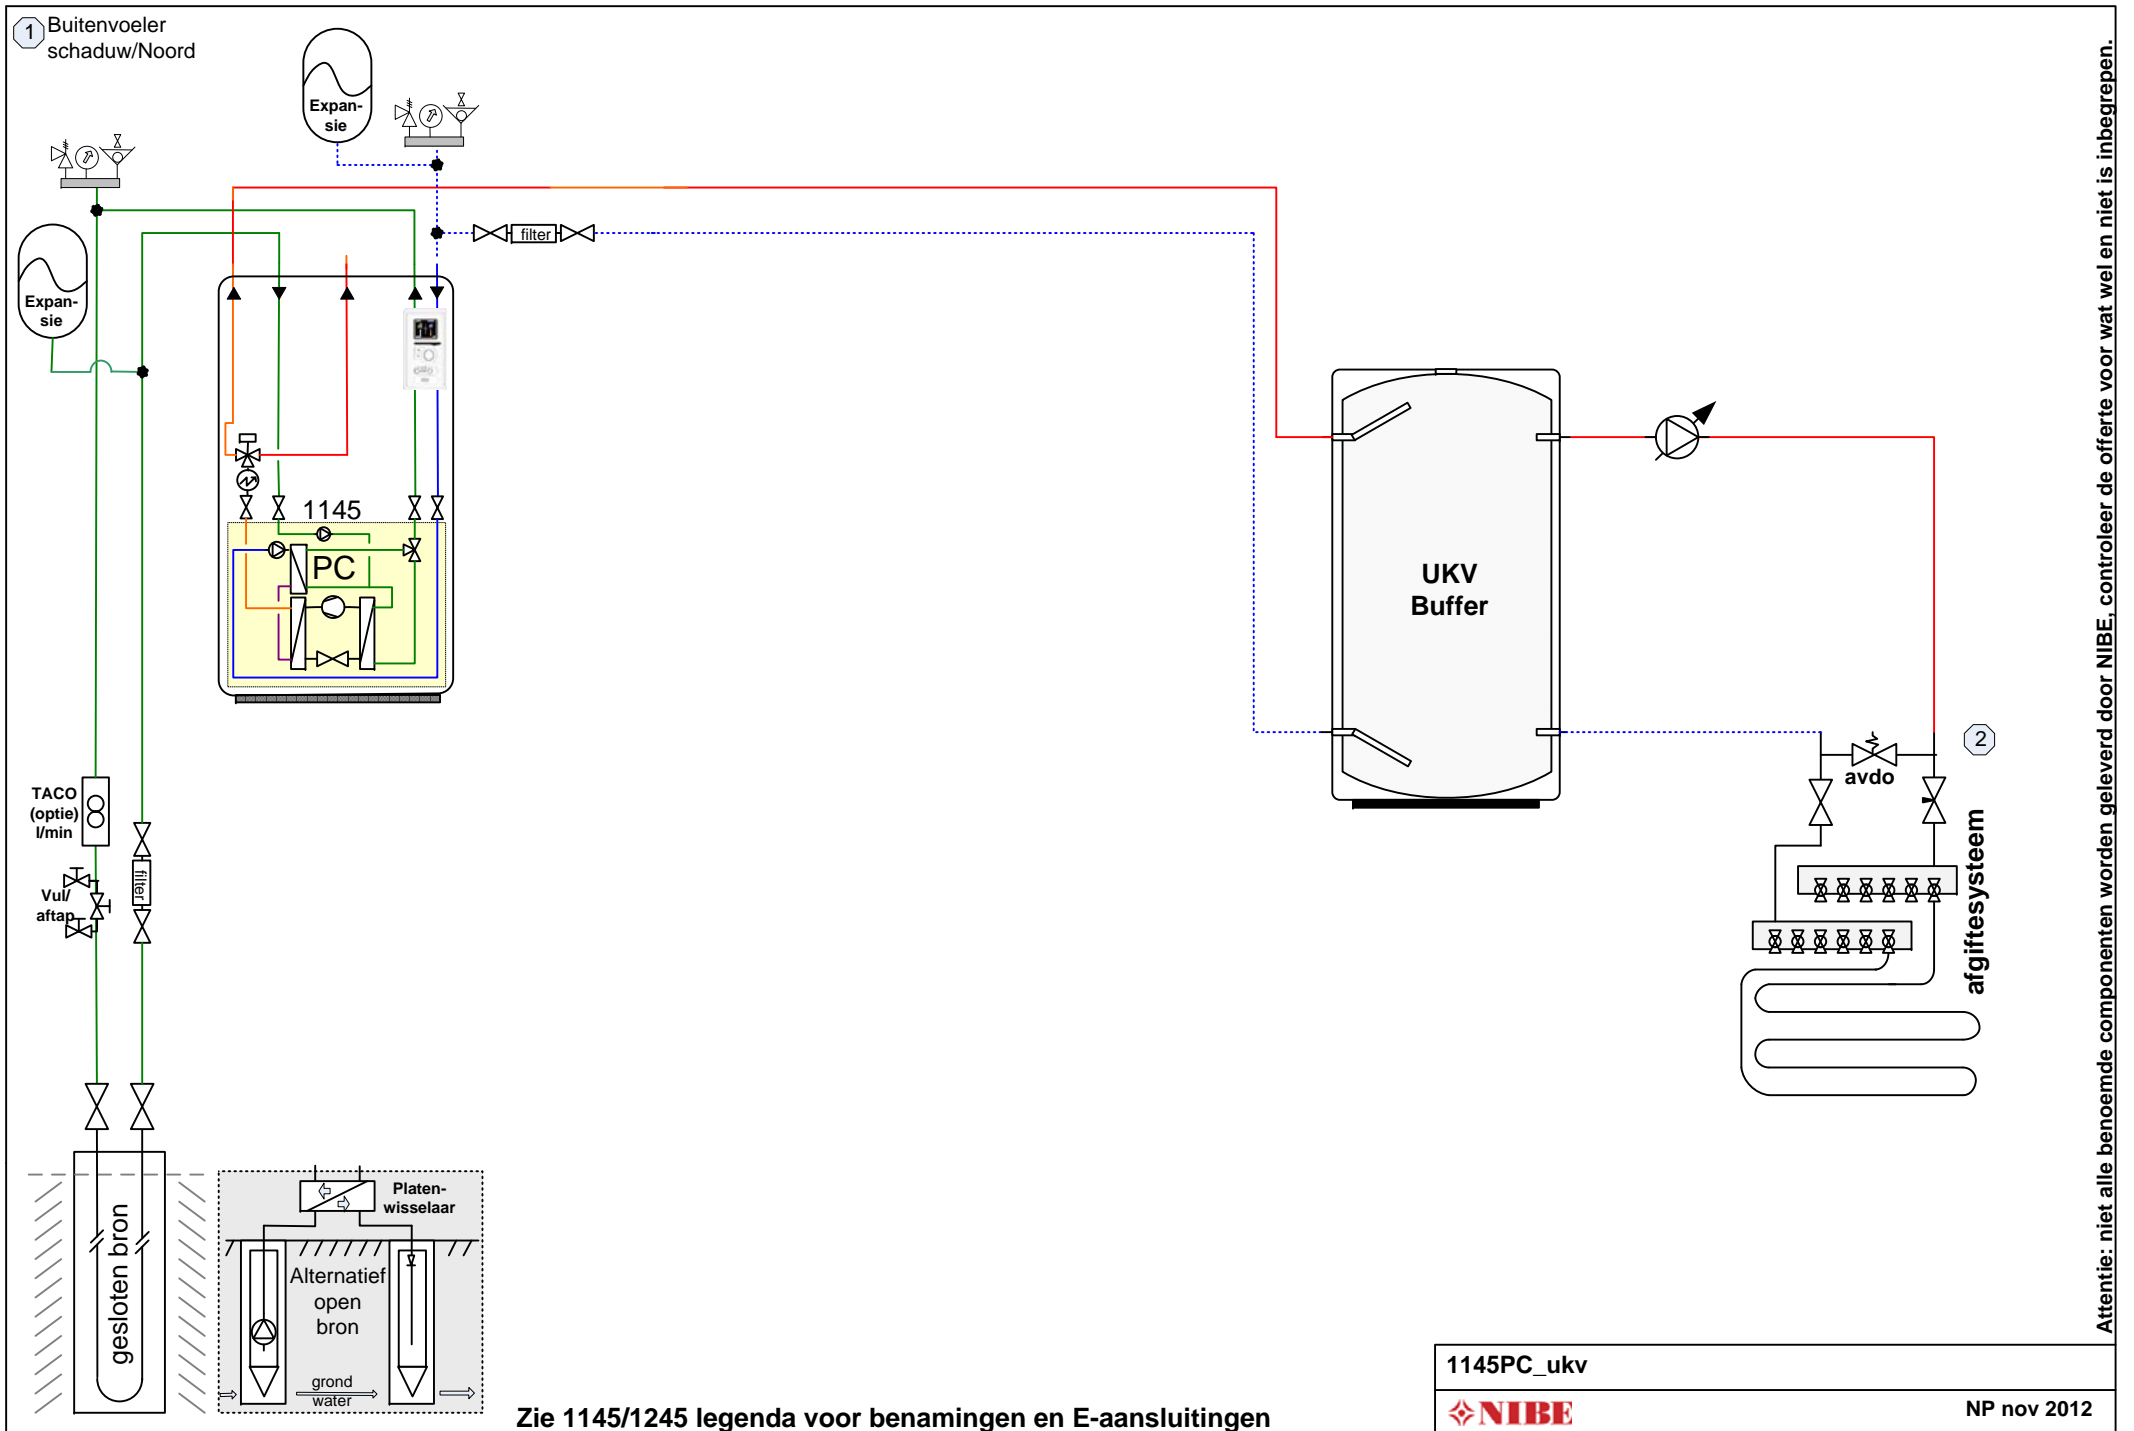 1
Buitenvoeler
schaduw/Noord
Expan-
sie
Expan-
sie
filter
1145
PC
UKV
Buffer
2
avdo
afgiftesysteem
TACO
(optie)
l/min
Vul/
aftap
filter
gesloten bron
Platen-
wisselaar
Alternatief
open
bron
grond
water
Zie 1145/1245 legenda voor benamingen en E-aansluitingen
1145PC_ukv
NIBE
NP nov 2012
Attentie: niet alle benoemde componenten worden geleverd door NIBE, controleer de offerte voor wat wel en niet is inbegrepen.